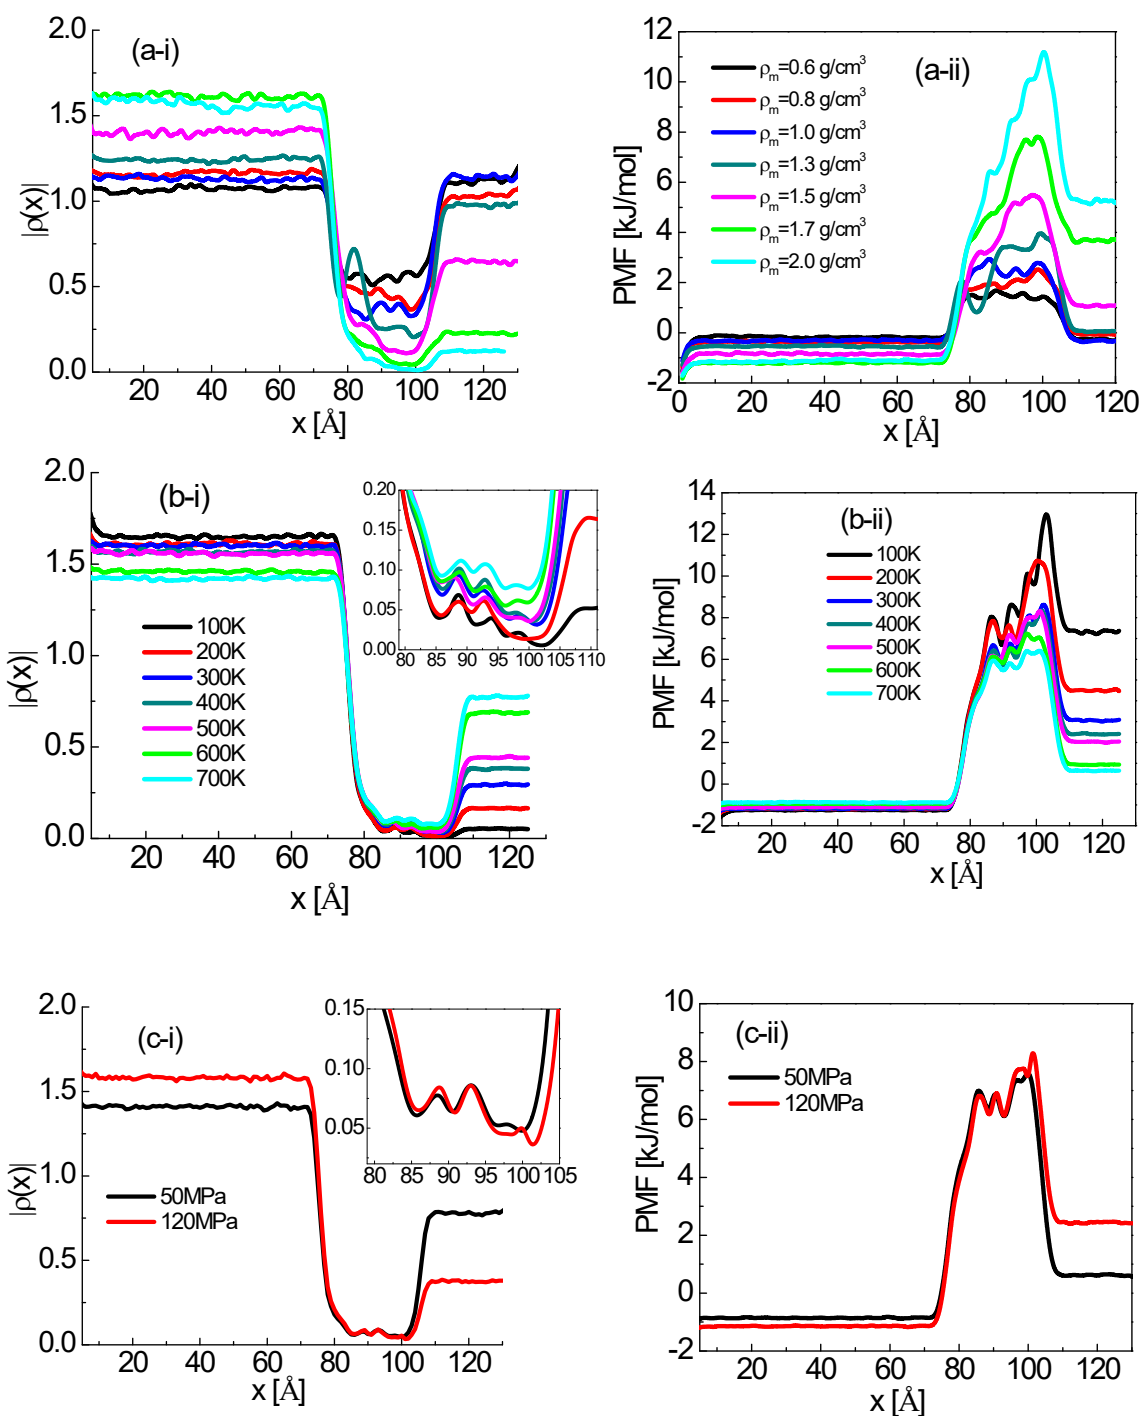 (a-i)
2.0
1.5
1.0
0.5
0.0
|ρ(x)|
20 40 60 80 100 120
x [Å]
(a-ii)
12
10
8
6
4
2
0
-2
PMF [kJ/mol]
ρm=0.6 g/cm³
ρm=0.8 g/cm³
ρm=1.0 g/cm³
ρm=1.3 g/cm³
ρm=1.5 g/cm³
ρm=1.7 g/cm³
ρm=2.0 g/cm³
0 20 40 60 80 100 120
x [Å]
(b-i)
2.0
1.5
1.0
0.5
0.0
|ρ(x)|
100K
200K
300K
400K
500K
600K
700K
20 40 60 80 100 120
x [Å]
0.20
0.15
0.10
0.05
0.00
80 85 90 95 100 105 110
(b-ii)
14
13
12
10
8
6
4
2
0
-2
PMF [kJ/mol]
100K
200K
300K
400K
500K
600K
700K
20 40 60 80 100 120
x [Å]
(c-i)
2.0
1.5
1.0
0.5
0.0
|ρ(x)|
50MPa
120MPa
20 40 60 80 100 120
x [Å]
0.15
0.10
0.05
80 85 90 95 100 105
(c-ii)
10
8
6
4
2
0
-2
PMF [kJ/mol]
50MPa
120MPa
20 40 60 80 100 120
x [Å]